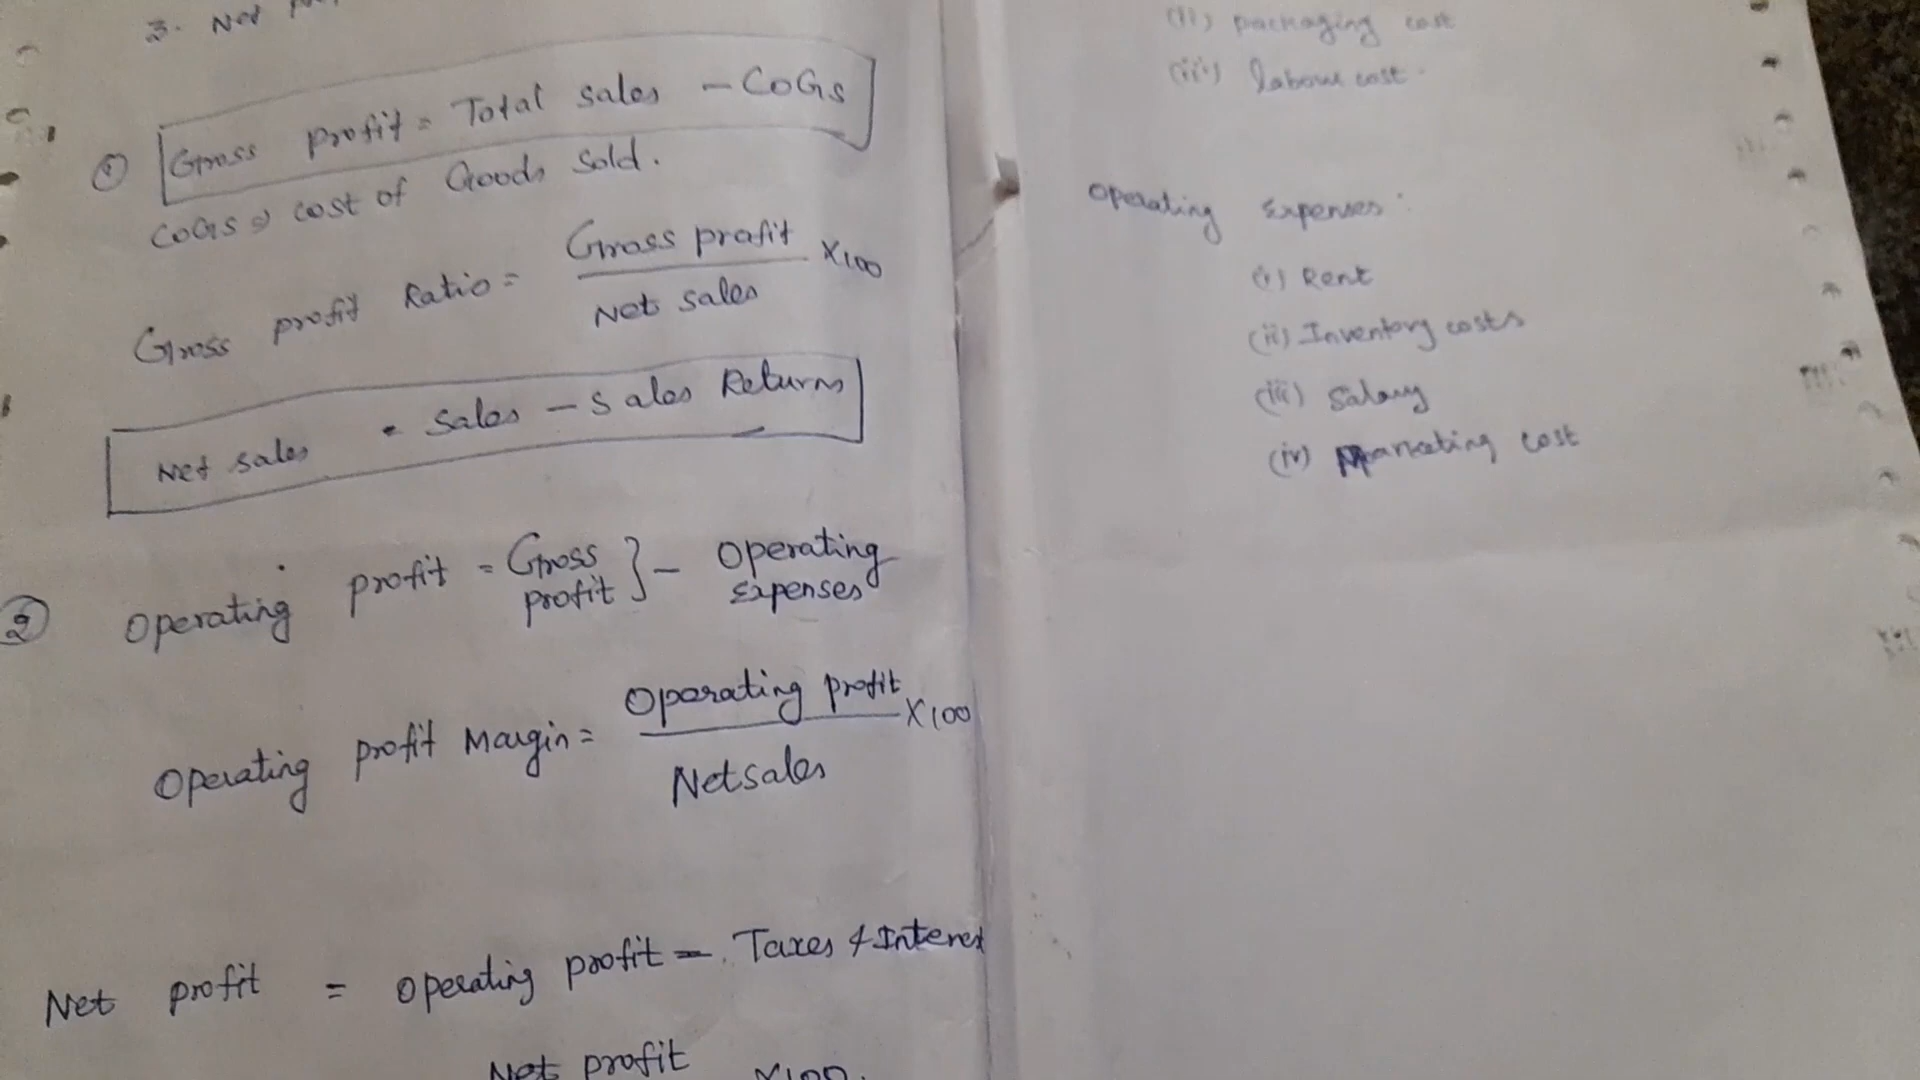 3. Net
① Gross profit = Total sales - COGS
COGS => cost of Goods Sold.
Gross profit Ratio = Gross profit / Net sales X100
Net sales = Sales - Sales Returns
② Operating profit = Gross profit } - Operating Expenses
Operating profit Margin = Operating profit / Net sales X100
Net profit = Operating profit - Taxes & Interest
Net profit X100.
(ii) packaging cost
(iii) labour cost.
Operating Expenses:
(i) Rent
(ii) Inventory costs
(iii) Salary
(iv) Marketing cost